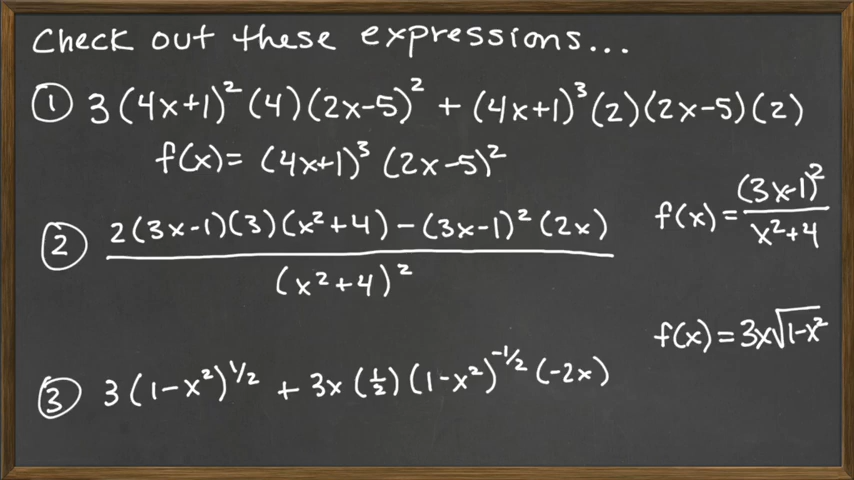 Check out these expressions...
① 3(4x+1)²(4)(2x-5)² + (4x+1)³(2)(2x-5)(2)
f(x) = (4x+1)³ (2x-5)²
② (2(3x-1)(3)(x²+4) - (3x-1)²(2x)) / (x²+4)²
f(x) = (3x-1)² / (x²+4)
f(x) = 3x√(1-x²)
③ 3(1-x²)^(1/2) + 3x(1/2)(1-x²)^(-1/2)(-2x)